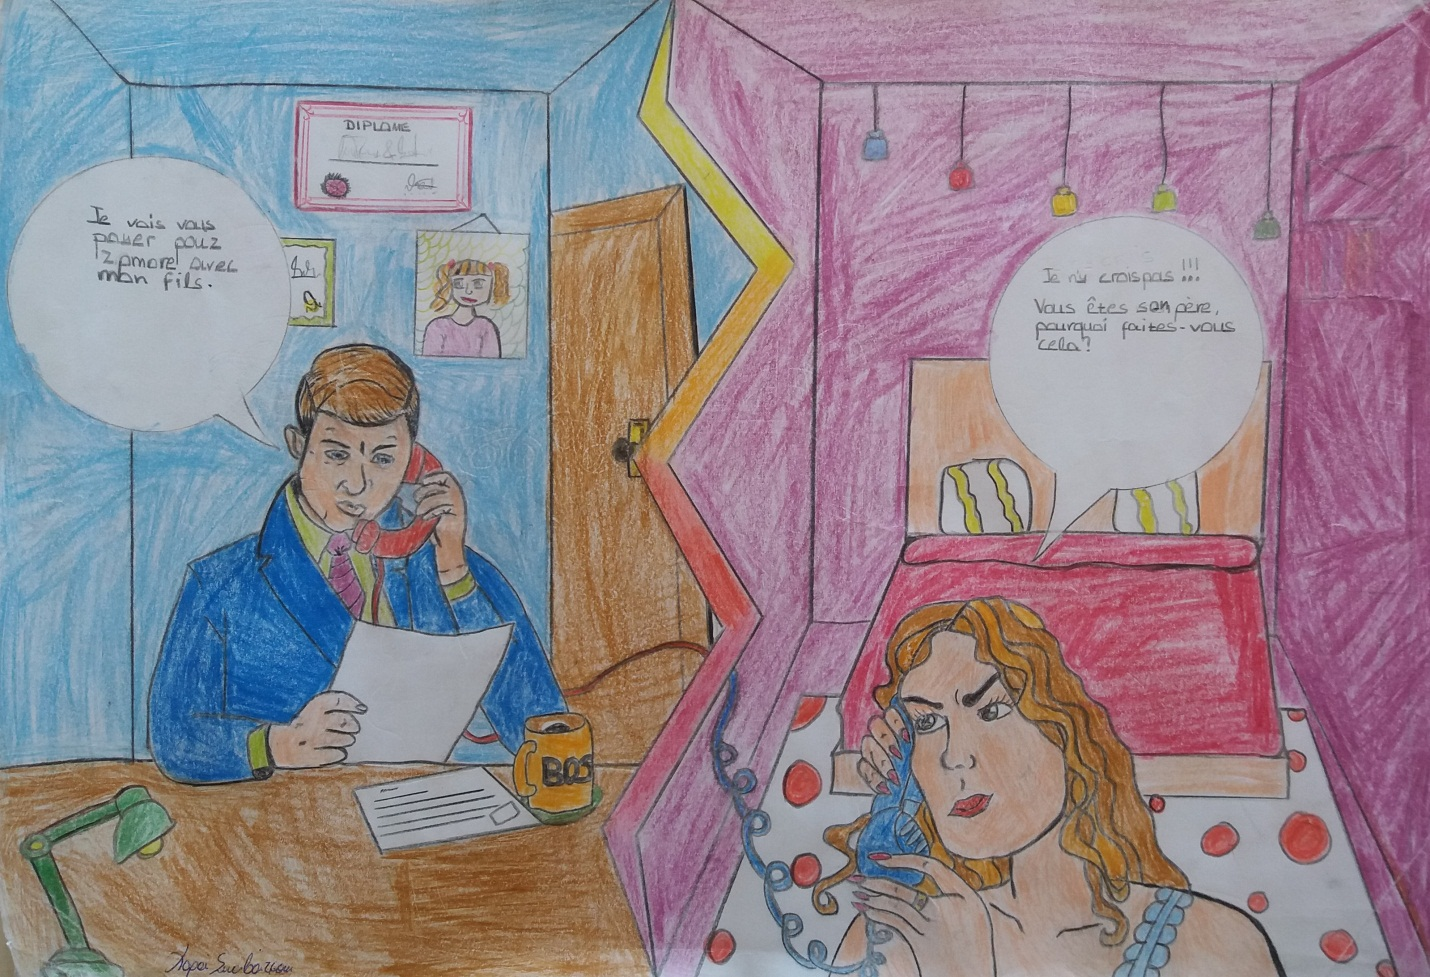 DIPLOME
Je vais vous
payer pour
avec
mon fils.
Je n'y crois pas !!!
Vous êtes son père,
pourquoi faites-vous
cela?
BOS